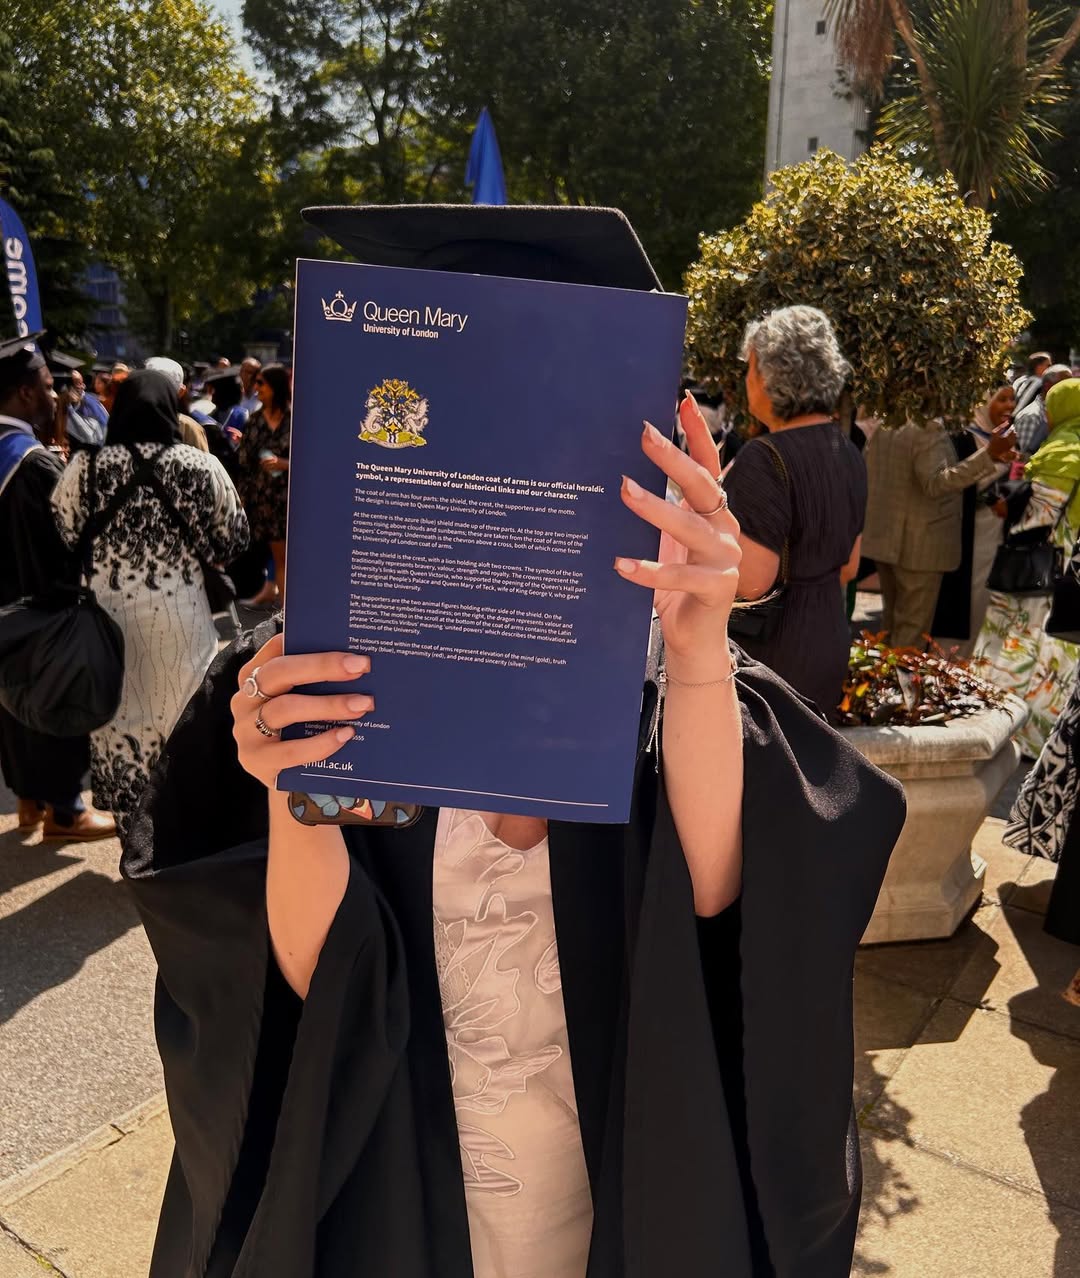 come
Queen Mary
University of London
The Queen Mary University of London coat of arms is our official heraldic
symbol, a representation of our historical links and our character.
The coat of arms has four parts: the shield, the crest, the supporters and the motto.
The design is unique to Queen Mary University of London.
At the centre is the azure (blue) shield made up of three parts. At the top are two imperial
crowns rising above clouds and sunbeams; these are taken from the coat of arms of the
Drapers' Company. Underneath is the chevron above a cross, both of which come from
the University of London coat of arms.
Above the shield is the crest, with a lion holding aloft two crowns. The symbol of the lion
traditionally represents bravery, valour, strength and royalty. The crowns represent the
University's links with Queen Victoria, who supported the opening of the Queen's Hall part
of the original People's Palace and Queen Mary of Teck, wife of King George V, who gave
her name to the University.
The supporters are the two animal figures holding either side of the shield. On the
left, the seahorse symbolises readiness; on the right, the dragon represents valour and
protection. The motto in the scroll at the bottom of the coat of arms contains the Latin
phrase 'Coniunctis Viribus' meaning 'united powers' which describes the motivation and
intentions of the University.
The colours used within the coat of arms represent elevation of the mind (gold), truth
and loyalty (blue), magnanimity (red), and peace and sincerity (silver).
University of London
London E1
Tel:
5555
qmul.ac.uk